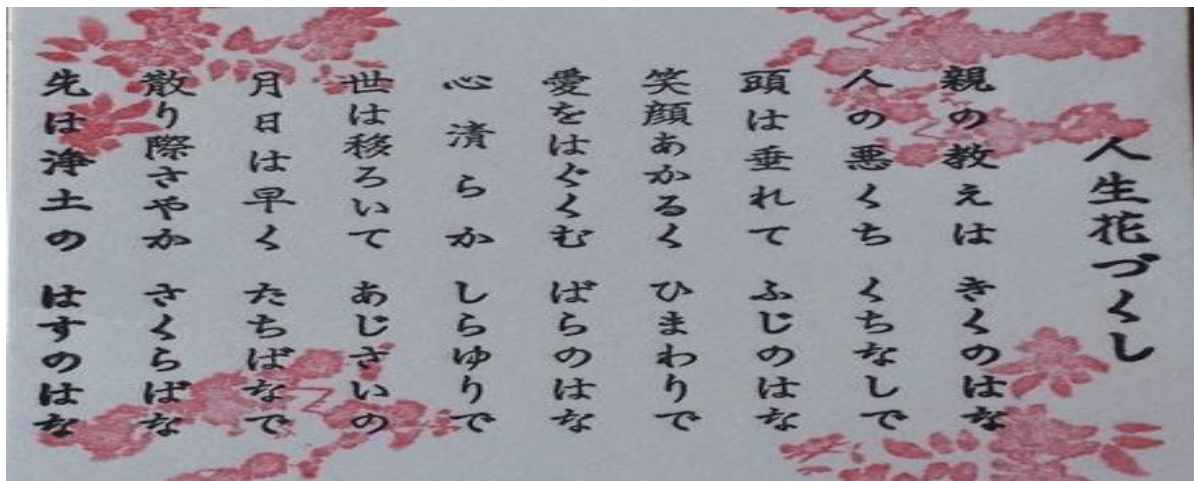 人生花づくし
親の教えは きくのはな
人の悪くち くちなしで
頭は垂れて ふじのはな
笑顔あかるく ひまわりで
愛をはぐくむ ばらのはな
心清らか しらゆりで
世は移ろいて あじさいの
月日は早く たちばなで
散り際さやか さくらばな
先は浄土の はすのはな